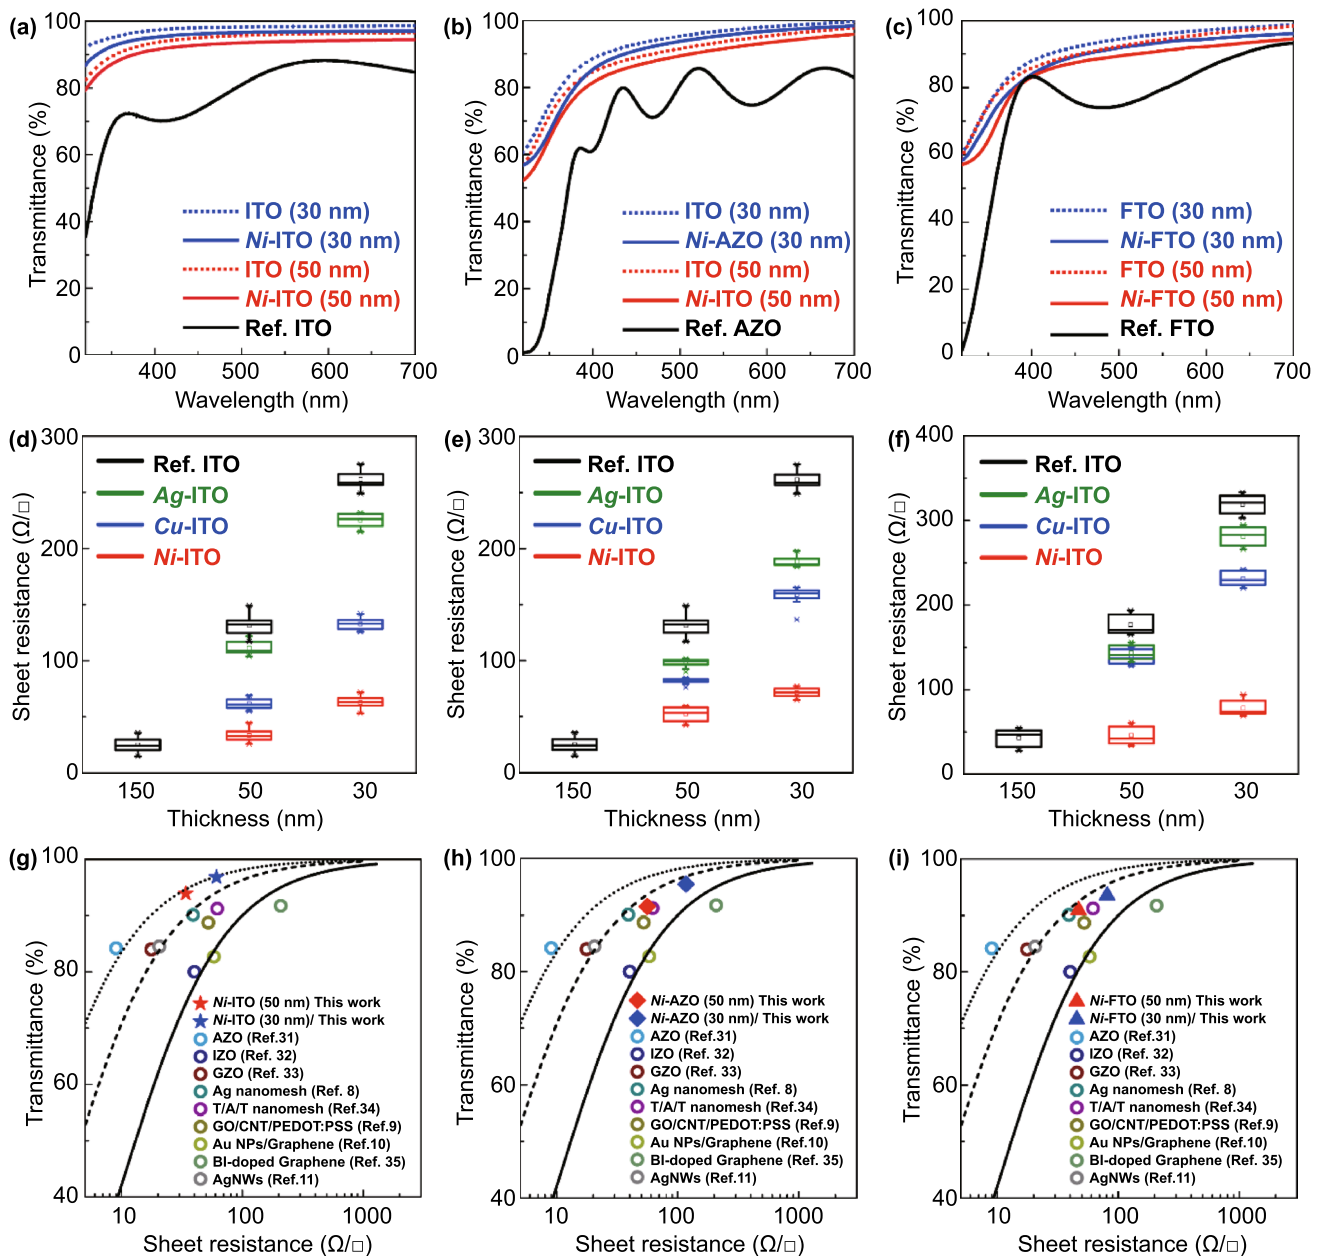 (a)
100
80
60
40
20
0
Transmittance (%)
ITO (30 nm)
Ni-ITO (30 nm)
ITO (50 nm)
Ni-ITO (50 nm)
Ref. ITO
400 500 600 700
Wavelength (nm)
(b)
100
80
60
40
20
0
Transmittance (%)
ITO (30 nm)
Ni-AZO (30 nm)
ITO (50 nm)
Ni-ITO (50 nm)
Ref. AZO
400 500 600 700
Wavelength (nm)
(c)
100
80
60
40
20
0
Transmittance (%)
FTO (30 nm)
Ni-FTO (30 nm)
FTO (50 nm)
Ni-FTO (50 nm)
Ref. FTO
400 500 600 700
Wavelength (nm)
(d)
300
200
100
0
Sheet resistance (Ω/□)
Ref. ITO
Ag-ITO
Cu-ITO
Ni-ITO
150 50 30
Thickness (nm)
(e)
300
200
100
0
Sheet resistance (Ω/□)
Ref. ITO
Ag-ITO
Cu-ITO
Ni-ITO
150 50 30
Thickness (nm)
(f)
400
300
200
100
0
Sheet resistance (Ω/□)
Ref. ITO
Ag-ITO
Cu-ITO
Ni-ITO
150 50 30
Thickness (nm)
(g)
100
80
60
40
Transmittance (%)
Ni-ITO (50 nm) This work
Ni-ITO (30 nm)/ This work
AZO (Ref.31)
IZO (Ref. 32)
GZO (Ref. 33)
Ag nanomesh (Ref. 8)
T/A/T nanomesh (Ref.34)
GO/CNT/PEDOT:PSS (Ref.9)
Au NPs/Graphene (Ref.10)
BI-doped Graphene (Ref. 35)
AgNWs (Ref.11)
10 100 1000
Sheet resistance (Ω/□)
(h)
100
80
60
40
Transmittance (%)
Ni-AZO (50 nm) This work
Ni-AZO (30 nm)/ This work
AZO (Ref.31)
IZO (Ref. 32)
GZO (Ref. 33)
Ag nanomesh (Ref. 8)
T/A/T nanomesh (Ref.34)
GO/CNT/PEDOT:PSS (Ref.9)
Au NPs/Graphene (Ref.10)
BI-doped Graphene (Ref. 35)
AgNWs (Ref.11)
10 100 1000
Sheet resistance (Ω/□)
(i)
100
80
60
40
Transmittance (%)
Ni-FTO (50 nm) This work
Ni-FTO (30 nm)/ This work
AZO (Ref.31)
IZO (Ref. 32)
GZO (Ref. 33)
Ag nanomesh (Ref. 8)
T/A/T nanomesh (Ref.34)
GO/CNT/PEDOT:PSS (Ref.9)
Au NPs/Graphene (Ref.10)
BI-doped Graphene (Ref. 35)
AgNWs (Ref.11)
10 100 1000
Sheet resistance (Ω/□)